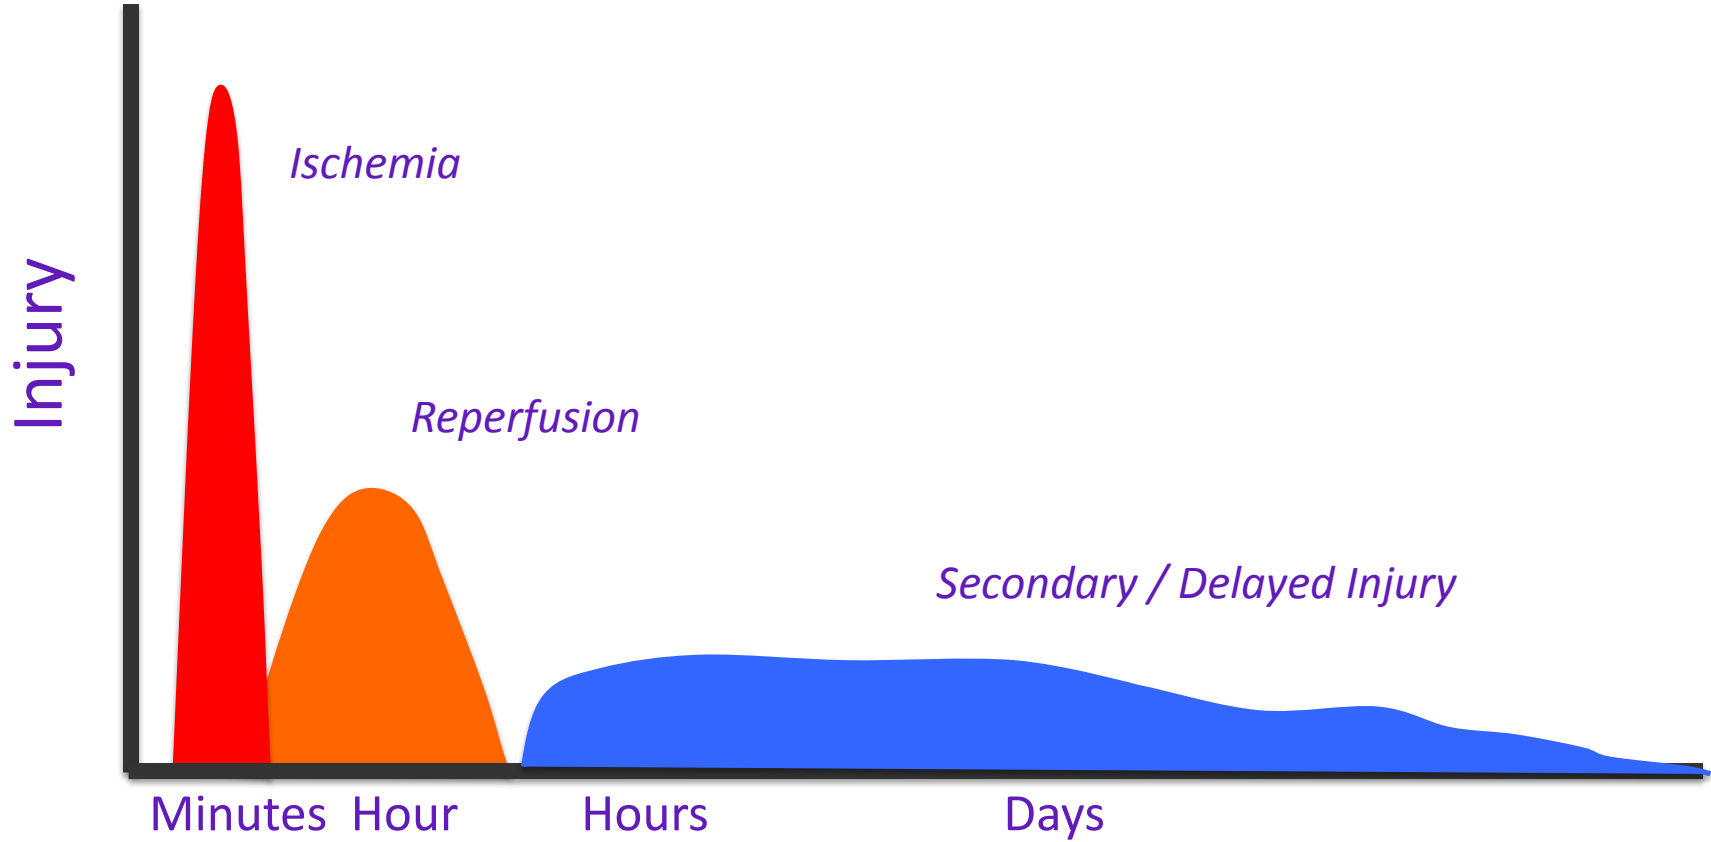 Ischemia
Injury
Reperfusion
Secondary / Delayed Injury
Minutes Hour Hours Days